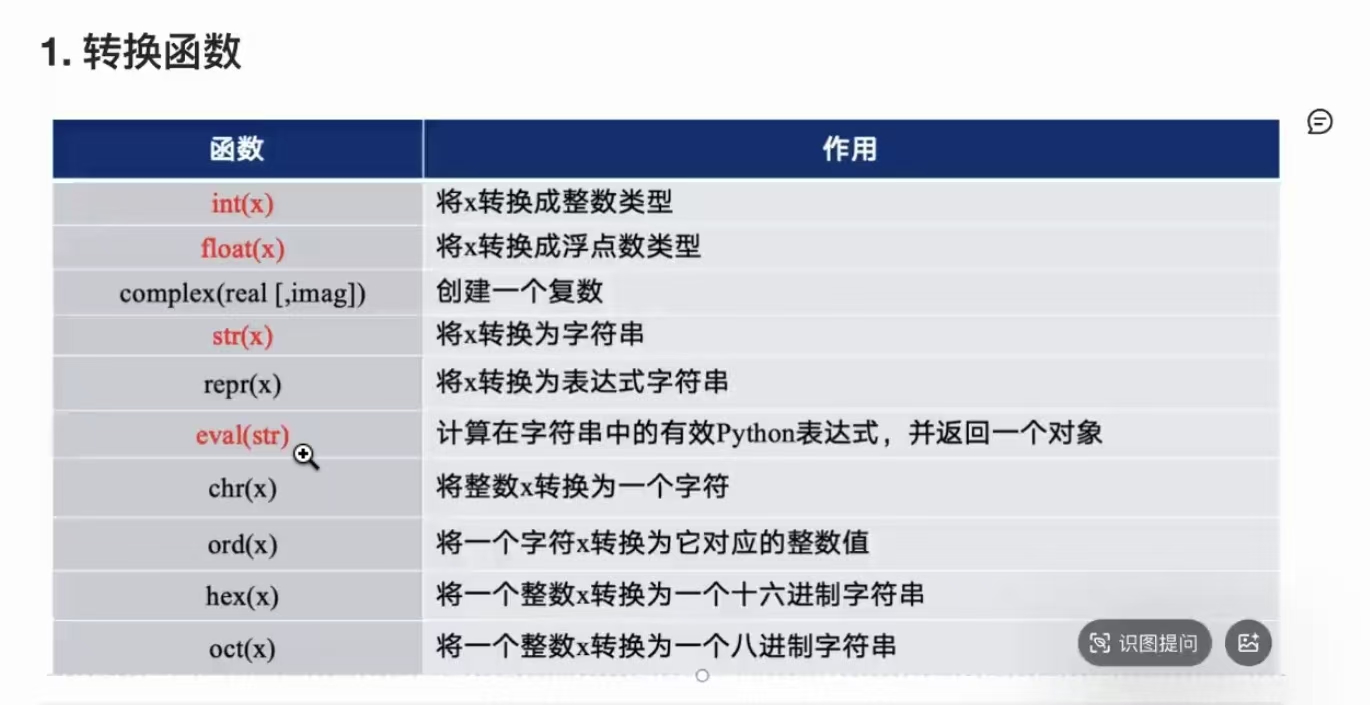 1. 转换函数
函数 作用
int(x) 将x转换成整数类型
float(x) 将x转换成浮点数类型
complex(real [,imag]) 创建一个复数
str(x) 将x转换为字符串
repr(x) 将x转换为表达式字符串
eval(str) 计算在字符串中的有效Python表达式，并返回一个对象
chr(x) 将整数x转换为一个字符
ord(x) 将一个字符x转换为它对应的整数值
hex(x) 将一个整数x转换为一个十六进制字符串
oct(x) 将一个整数x转换为一个八进制字符串
识图提问